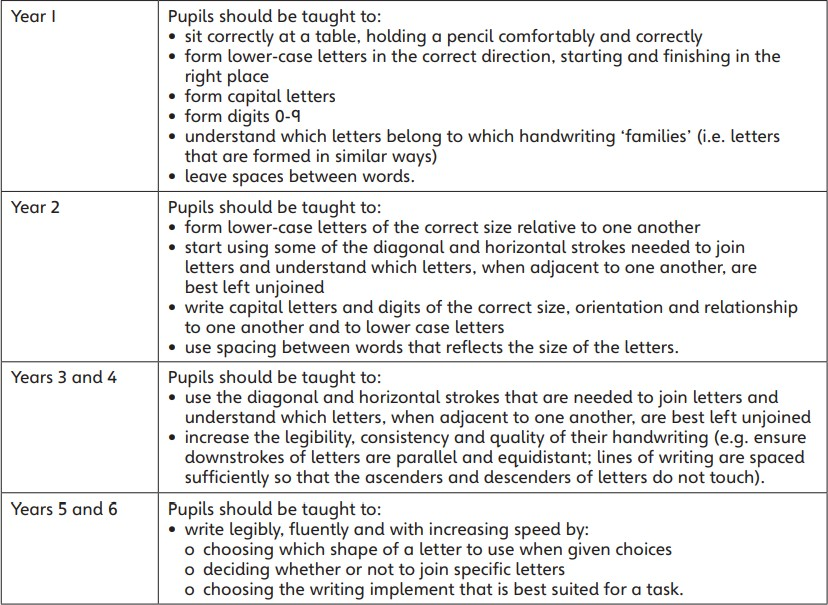 Year 1
Pupils should be taught to:
• sit correctly at a table, holding a pencil comfortably and correctly
• form lower-case letters in the correct direction, starting and finishing in the
right place
• form capital letters
• form digits 0-9
• understand which letters belong to which handwriting ‘families’ (i.e. letters
that are formed in similar ways)
• leave spaces between words.
Year 2
Pupils should be taught to:
• form lower-case letters of the correct size relative to one another
• start using some of the diagonal and horizontal strokes needed to join
letters and understand which letters, when adjacent to one another, are
best left unjoined
• write capital letters and digits of the correct size, orientation and relationship
to one another and to lower case letters
• use spacing between words that reflects the size of the letters.
Years 3 and 4
Pupils should be taught to:
• use the diagonal and horizontal strokes that are needed to join letters and
understand which letters, when adjacent to one another, are best left unjoined
• increase the legibility, consistency and quality of their handwriting (e.g. ensure
downstrokes of letters are parallel and equidistant; lines of writing are spaced
sufficiently so that the ascenders and descenders of letters do not touch).
Years 5 and 6
Pupils should be taught to:
• write legibly, fluently and with increasing speed by:
o choosing which shape of a letter to use when given choices
o deciding whether or not to join specific letters
o choosing the writing implement that is best suited for a task.